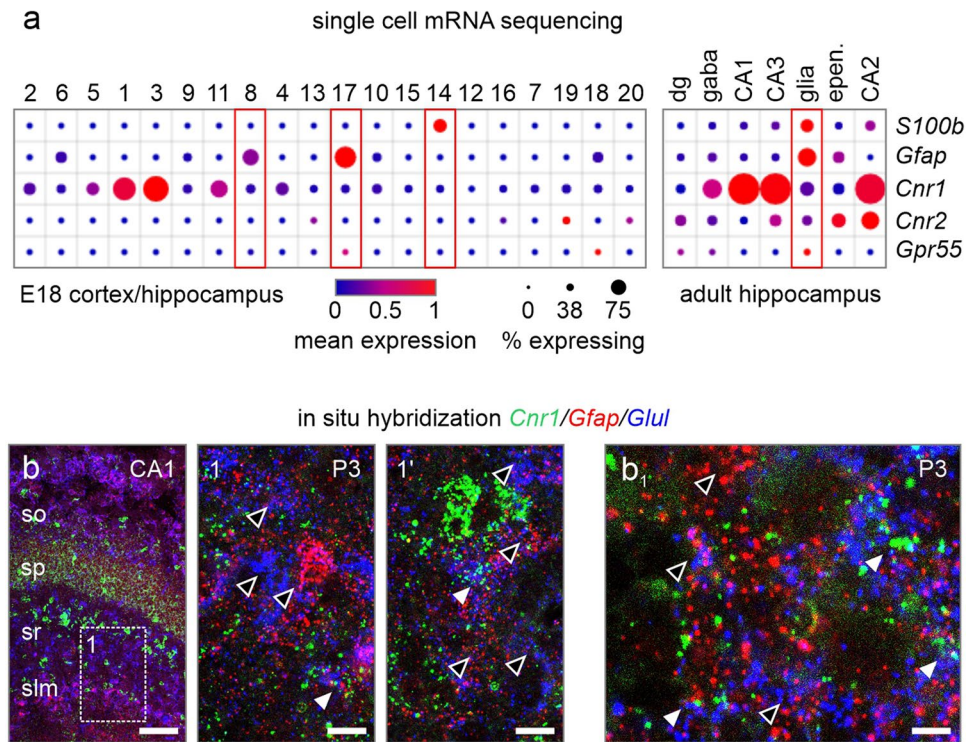 a
single cell mRNA sequencing
2 6 5 1 3 9 11 8 4 13 17 10 15 14 12 16 7 19 18 20
dg gaba CA1 CA3 glia epen. CA2
S100b
Gfap
Cnr1
Cnr2
Gpr55
E18 cortex/hippocampus
0 0.5 1
mean expression
0 38 75
% expressing
adult hippocampus
in situ hybridization Cnr1/Gfap/Glul
b CA1
so
sp
sr
slm
1
1 P3
1'
b1 P3